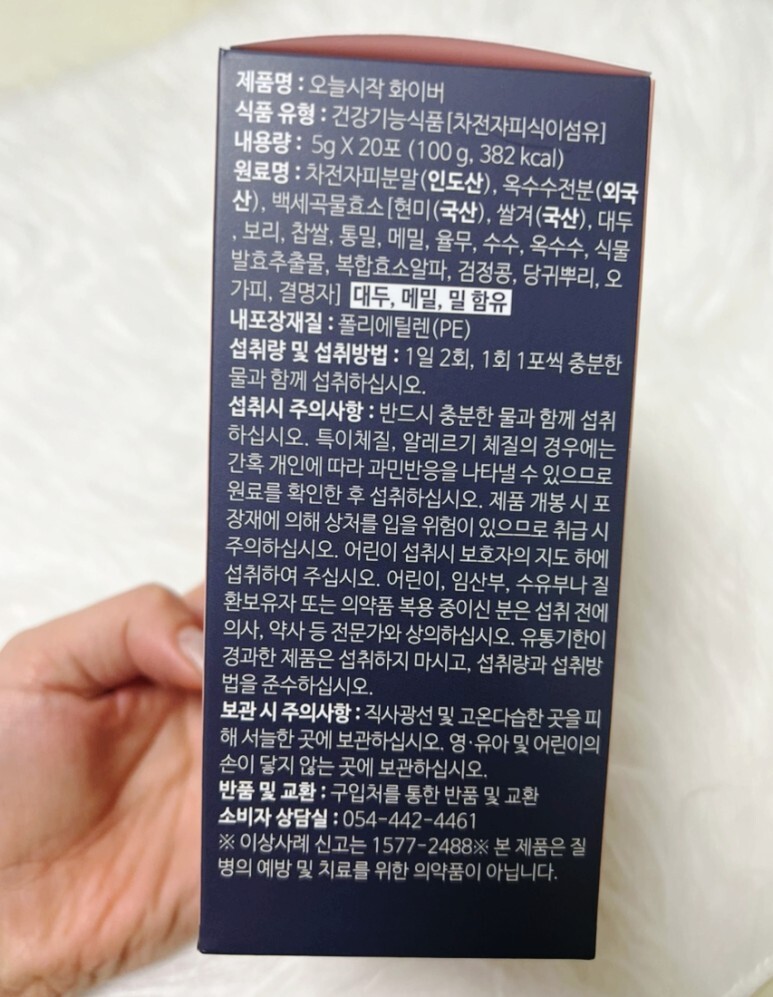 제품명 : 오늘시작 화이버
식품 유형 : 건강기능식품 [차전자피식이섬유]
내용량 : 5g X 20포 (100 g, 382 kcal)
원료명 : 차전자피분말(인도산), 옥수수전분(외국
산), 백세곡물효소[현미(국산), 쌀겨(국산), 대두
, 보리, 찹쌀, 통밀, 메밀, 율무, 수수, 옥수수, 식물
발효추출물, 복합효소알파, 검정콩, 당귀뿌리, 오
가피, 결명자] 대두, 메밀, 밀 함유
내포장재질 : 폴리에틸렌(PE)
섭취량 및 섭취방법 : 1일 2회, 1회 1포씩 충분한
물과 함께 섭취하십시오.
섭취시 주의사항 : 반드시 충분한 물과 함께 섭취
하십시오. 특이체질, 알레르기 체질의 경우에는
간혹 개인에 따라 과민반응을 나타낼 수 있으므로
원료를 확인한 후 섭취하십시오. 제품 개봉 시 포
장재에 의해 상처를 입을 위험이 있으므로 취급 시
주의하십시오. 어린이 섭취시 보호자의 지도 하에
섭취하여 주십시오. 어린이, 임산부, 수유부나 질
환보유자 또는 의약품 복용 중이신 분은 섭취 전에
의사, 약사 등 전문가와 상의하십시오. 유통기한이
경과한 제품은 섭취하지 마시고, 섭취량과 섭취방
법을 준수하십시오.
보관 시 주의사항 : 직사광선 및 고온다습한 곳을 피
해 서늘한 곳에 보관하십시오. 영·유아 및 어린이의
손이 닿지 않는 곳에 보관하십시오.
반품 및 교환 : 구입처를 통한 반품 및 교환
소비자 상담실 : 054-442-4461
※ 이상사례 신고는 1577-2488※ 본 제품은 질
병의 예방 및 치료를 위한 의약품이 아닙니다.